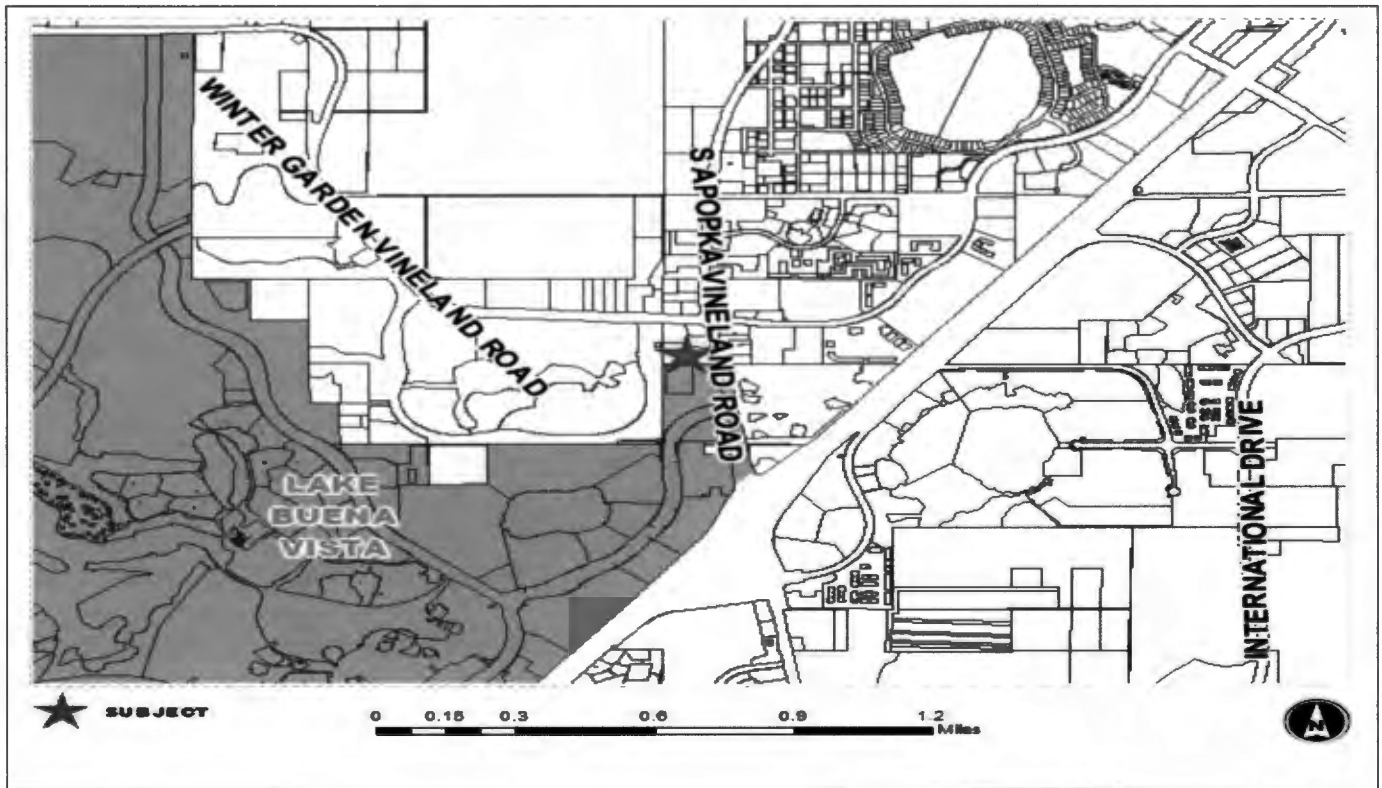 WINTER GARDEN-VINELAND ROAD
S APOPKA VINELAND ROAD
LAKE
BUENA
VISTA
INTERNATIONAL DRIVE
SUBJECT
0 0.15 0.3 0.6 0.9 1.2
Miles
N